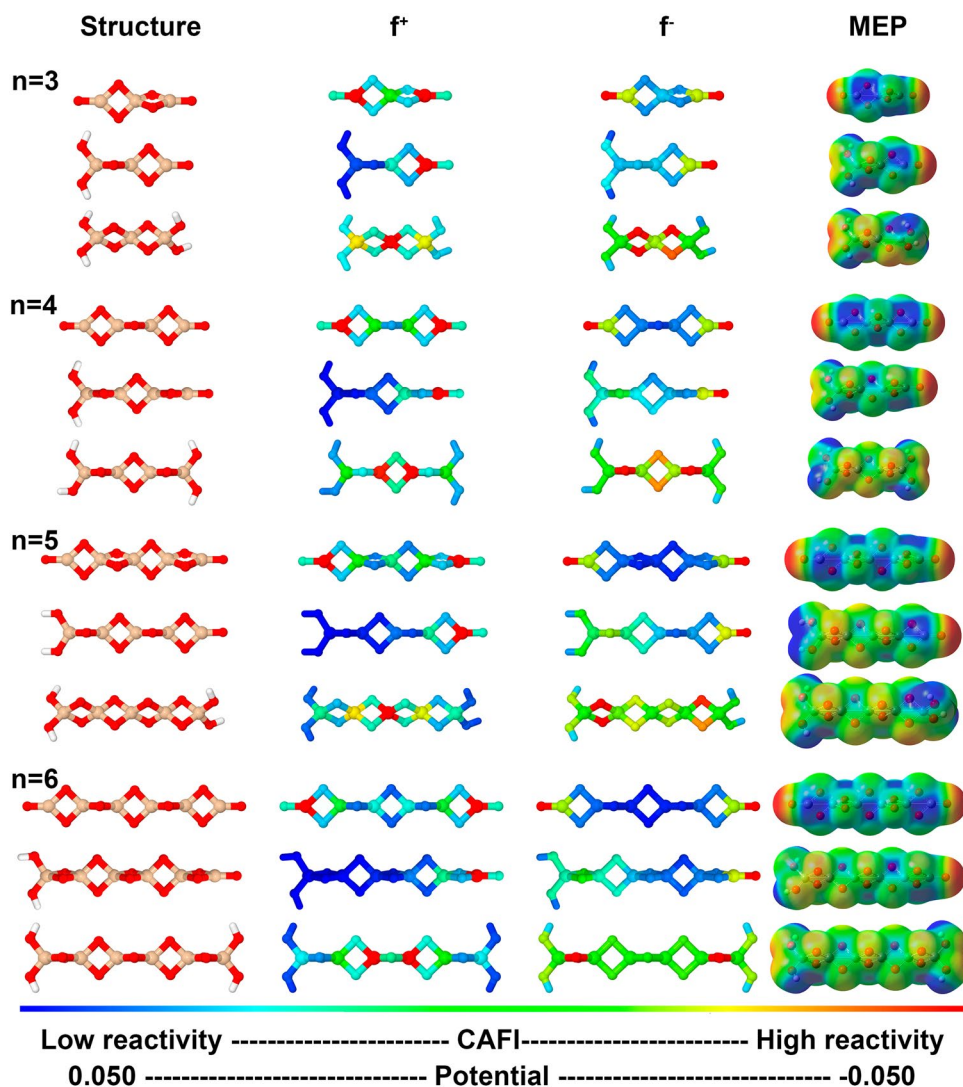 Structure f⁺ f⁻ MEP
n=3
n=4
n=5
n=6
Low reactivity -------------------- CAFI-------------------- High reactivity
0.050 -------------------- Potential -------------------- -0.050